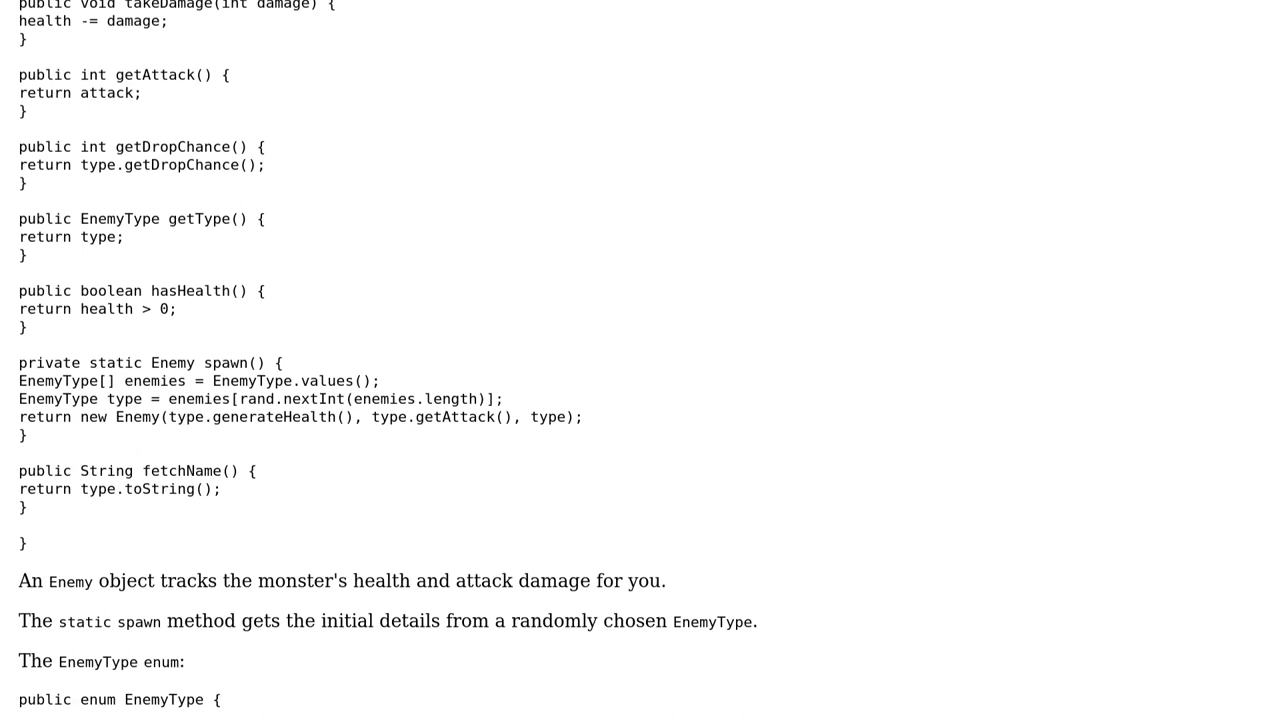 public void takeDamage(int damage) {
health -= damage;
}
public int getAttack() {
return attack;
}
public int getDropChance() {
return type.getDropChance();
}
public EnemyType getType() {
return type;
}
public boolean hasHealth() {
return health > 0;
}
private static Enemy spawn() {
EnemyType[] enemies = EnemyType.values();
EnemyType type = enemies[rand.nextInt(enemies.length)];
return new Enemy(type.generateHealth(), type.getAttack(), type);
}
public String fetchName() {
return type.toString();
}
}
An Enemy object tracks the monster's health and attack damage for you.
The static spawn method gets the initial details from a randomly chosen EnemyType.
The EnemyType enum:
public enum EnemyType {